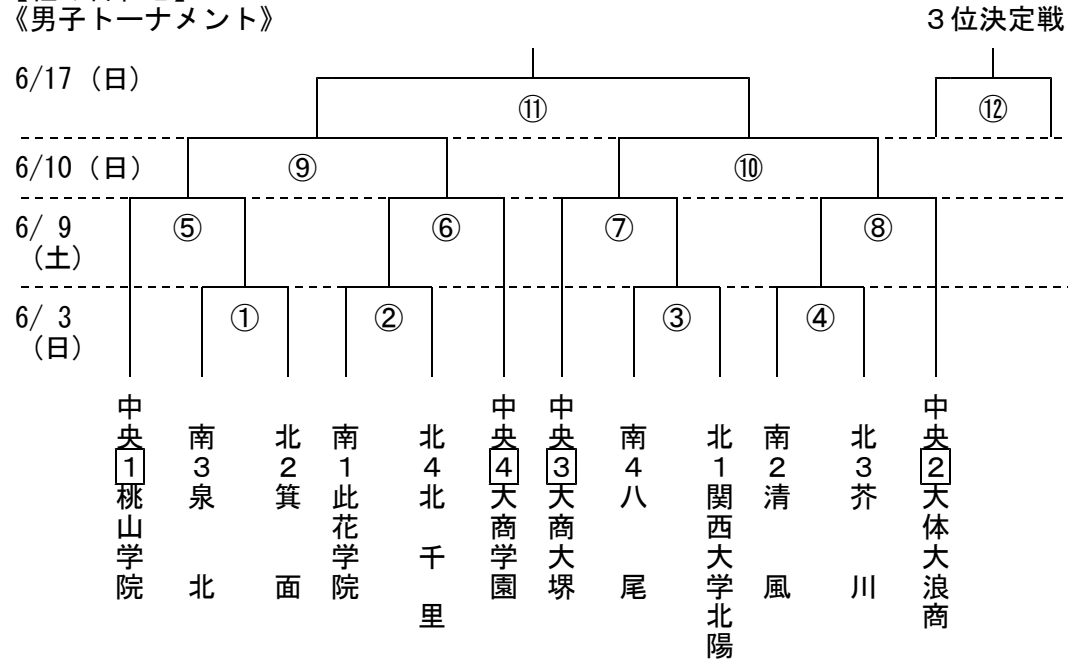 《男子トーナメント》
３位決定戦
6/17（日）
⑪
⑫
6/10（日）
⑨
⑩
6/ 9
（土）
⑤
⑥
⑦
⑧
6/ 3
（日）
①
②
③
④
中央1桃山学院
南３泉北
北２箕面
南１此花学院
北４北千里
中央4大商学園
中央3大商大堺
南４八尾
北１関西大学北陽
南２清風
北３芥川
中央2大体大浪商